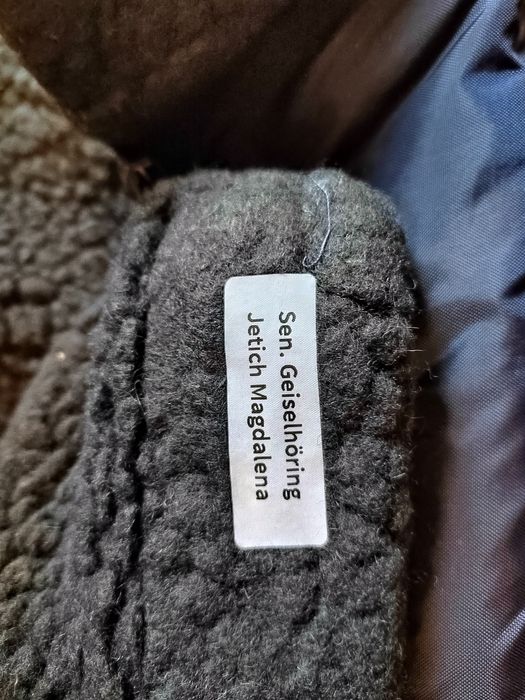 Sen. Geiselhöring
Jetich Magdalena